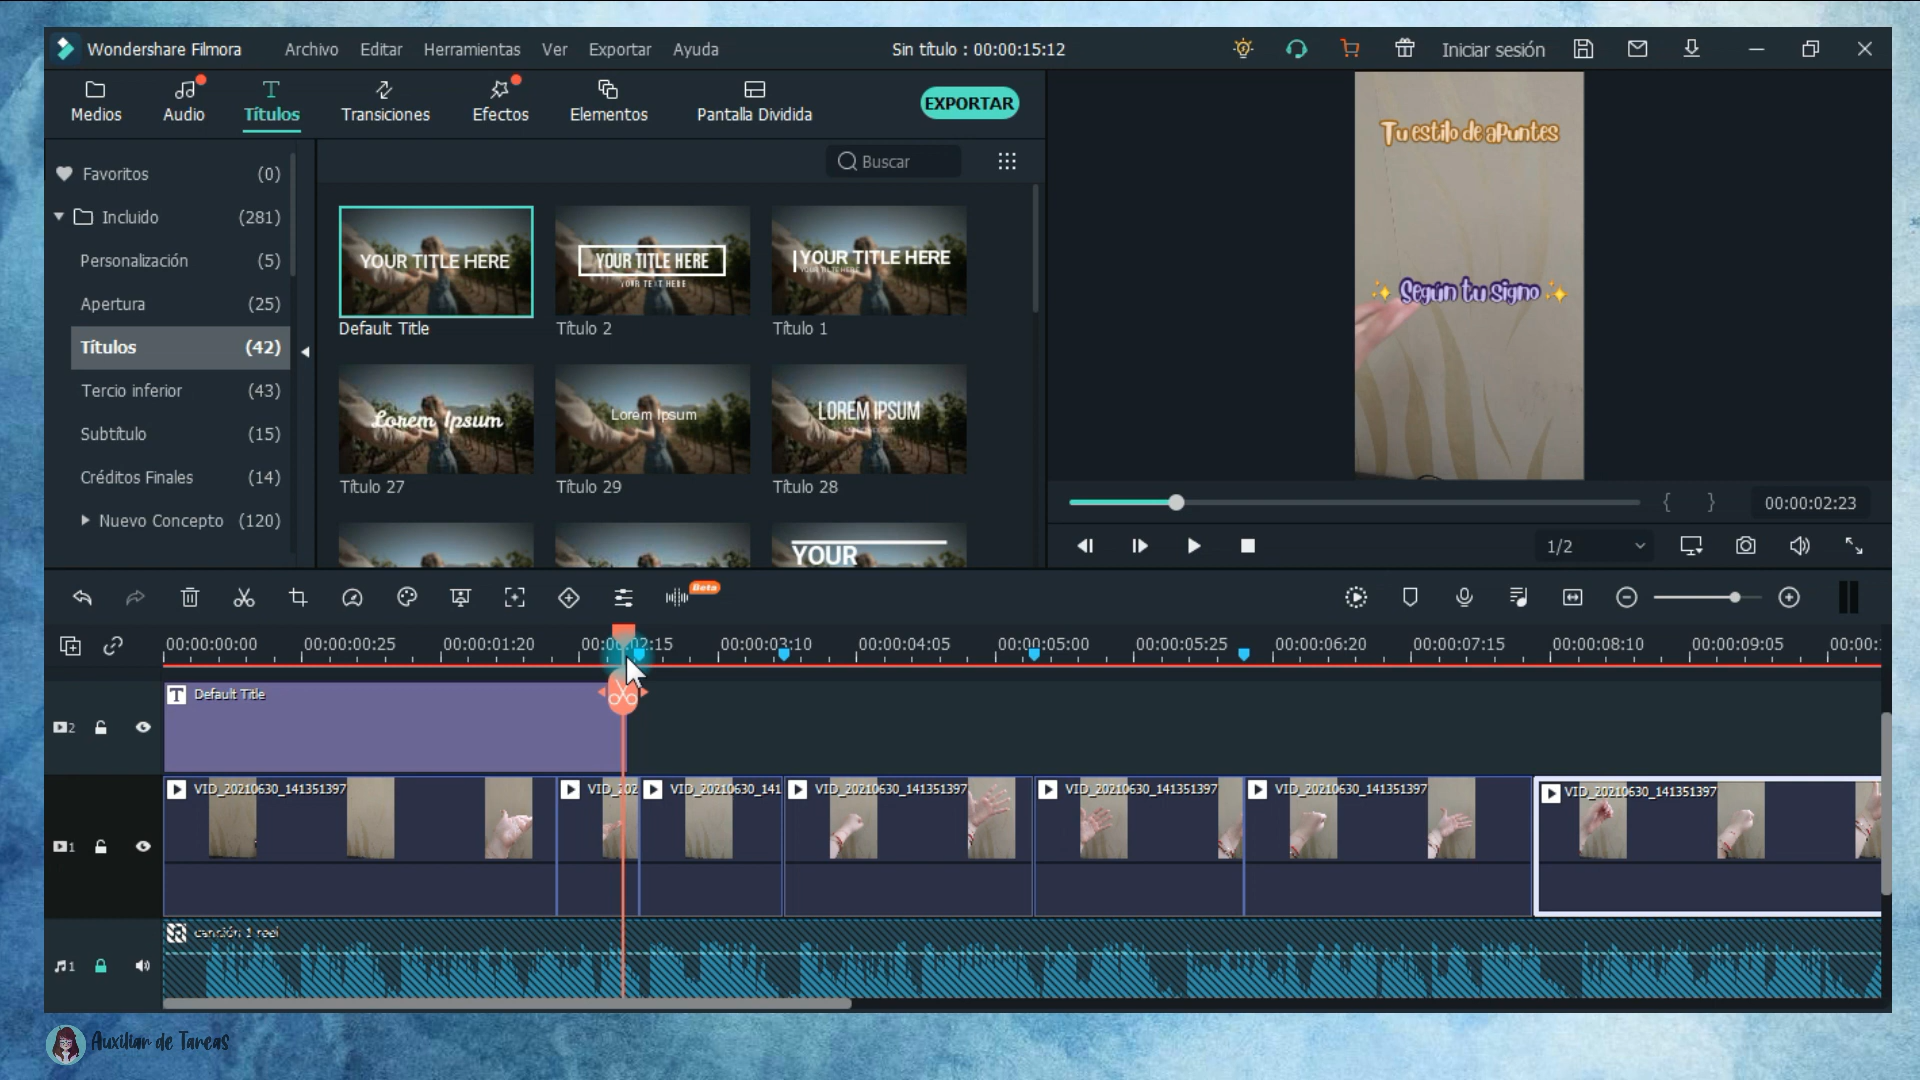 Wondershare Filmora
Archivo
Editar
Herramientas
Ver
Exportar
Ayuda
Sin título : 00:00:15:12
Iniciar sesión
Medios
Audio
Títulos
Transiciones
Efectos
Elementos
Pantalla Dividida
EXPORTAR
Favoritos (0)
Incluido (281)
Personalización (5)
Apertura (25)
Títulos (42)
Tercio inferior (43)
Subtítulo (15)
Créditos Finales (14)
Nuevo Concepto (120)
Buscar
YOUR TITLE HERE
Default Title
YOUR TITLE HERE
YOUR TEXT HERE
Título 2
YOUR TITLE HERE
Título 1
Lorem Ipsum
Título 27
Lorem Ipsum
Título 29
LOREM IPSUM
Título 28
YOUR
Tu estilo de apuntes
✨ Según tu signo ✨
{ }
00:00:02:23
1/2
Beta
00:00:00:00
00:00:00:25
00:00:01:20
00:00:02:15
00:00:03:10
00:00:04:05
00:00:05:00
00:00:05:25
00:00:06:20
00:00:07:15
00:00:08:10
00:00:09:05
00:00:
2
T Default Title
1
VID_20210630_141351397
VID_202
VID_20210630_141
VID_20210630_141351397
VID_20210630_141351397
VID_20210630_141351397
VID_20210630_141351397
1
canción 1 reel
Auxiliar de Tareas